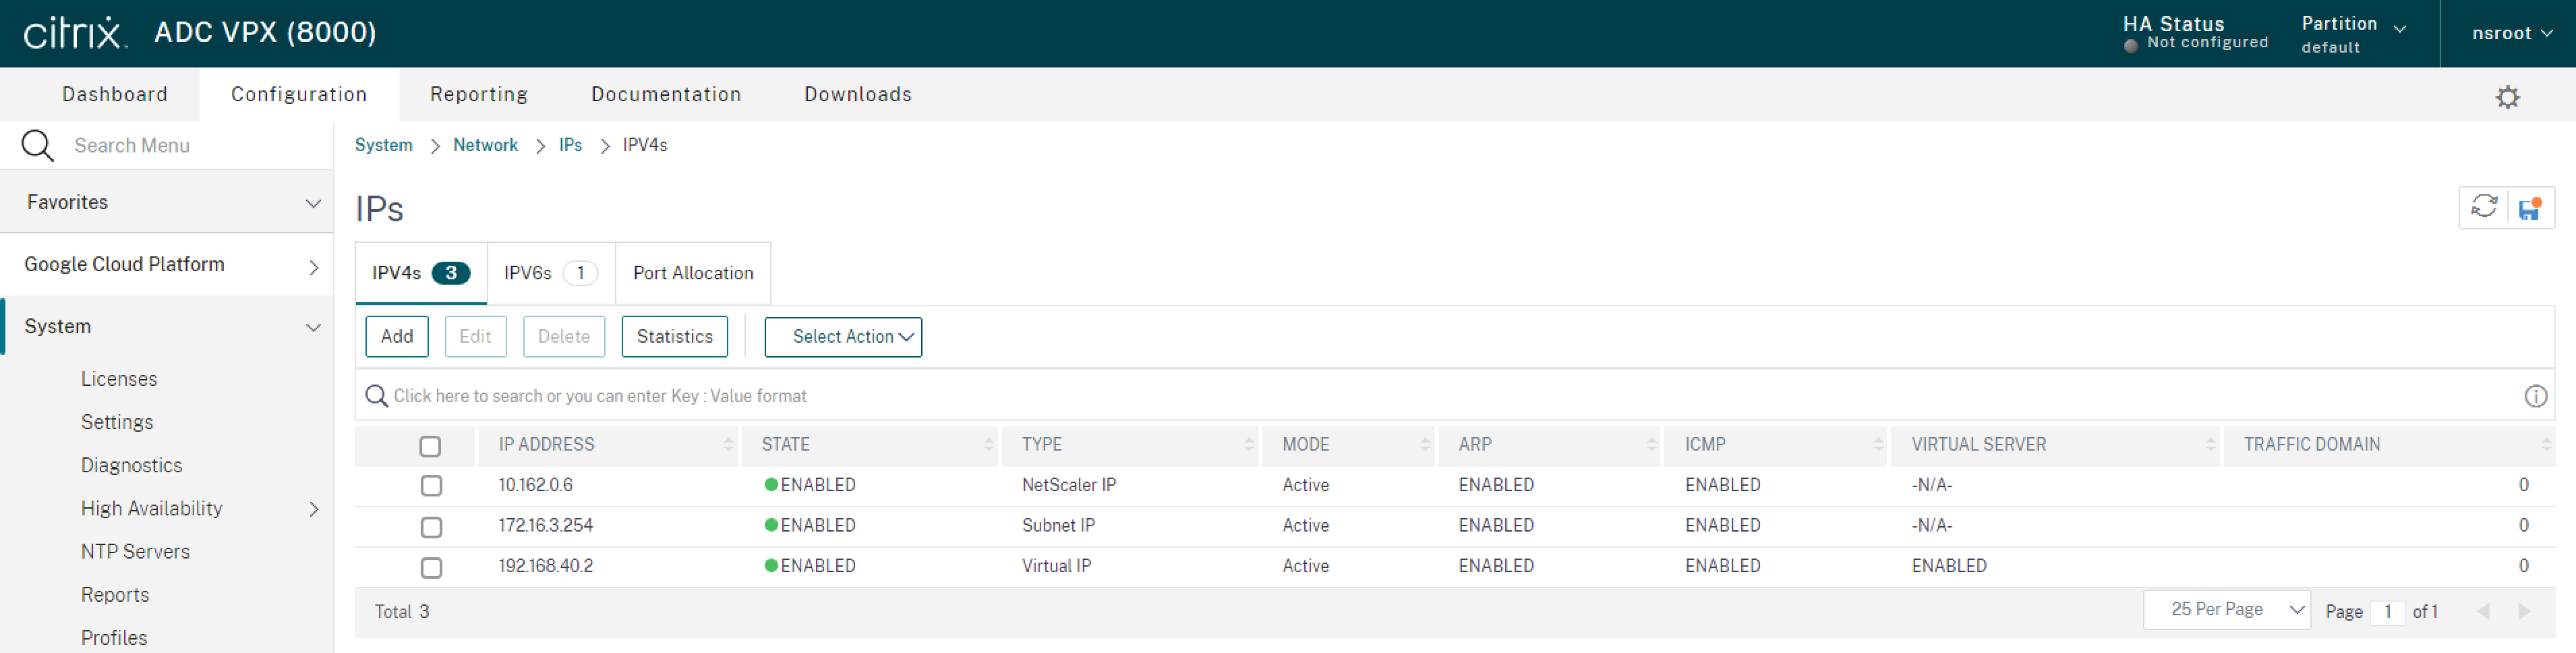 citrix ADC VPX (8000)
HA Status
Not configured
Partition
default
nsroot
Dashboard Configuration Reporting Documentation Downloads
Search Menu
Favorites
Google Cloud Platform
System
Licenses
Settings
Diagnostics
High Availability
NTP Servers
Reports
Profiles
System Network IPs IPV4s
IPs
IPV4s 3 IPV6s 1 Port Allocation
Add Edit Delete Statistics Select Action
Click here to search or you can enter Key : Value format
IP ADDRESS STATE TYPE MODE ARP ICMP VIRTUAL SERVER TRAFFIC DOMAIN
10.162.0.6 ENABLED NetScaler IP Active ENABLED ENABLED -N/A- 0
172.16.3.254 ENABLED Subnet IP Active ENABLED ENABLED -N/A- 0
192.168.40.2 ENABLED Virtual IP Active ENABLED ENABLED ENABLED 0
Total 3 25 Per Page Page 1 of 1